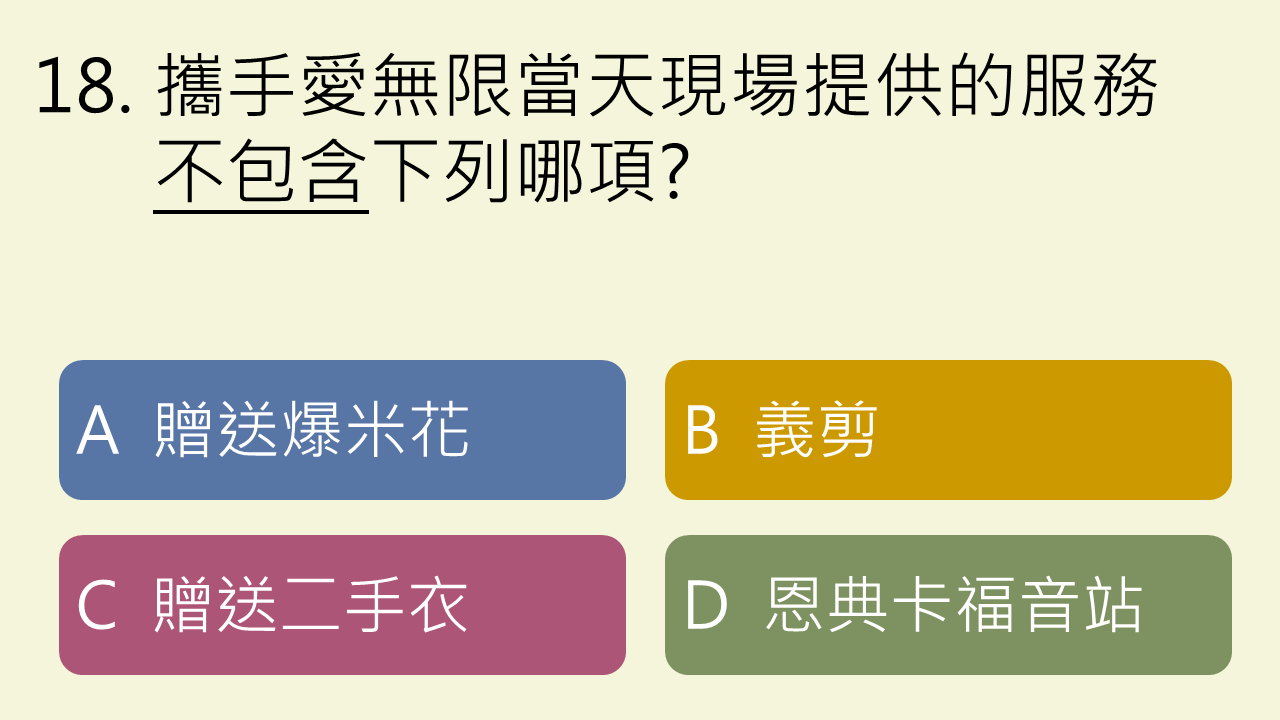 18. 攜手愛無限當天現場提供的服務
不包含下列哪項?
A 贈送爆米花
B 義剪
C 贈送二手衣
D 恩典卡福音站